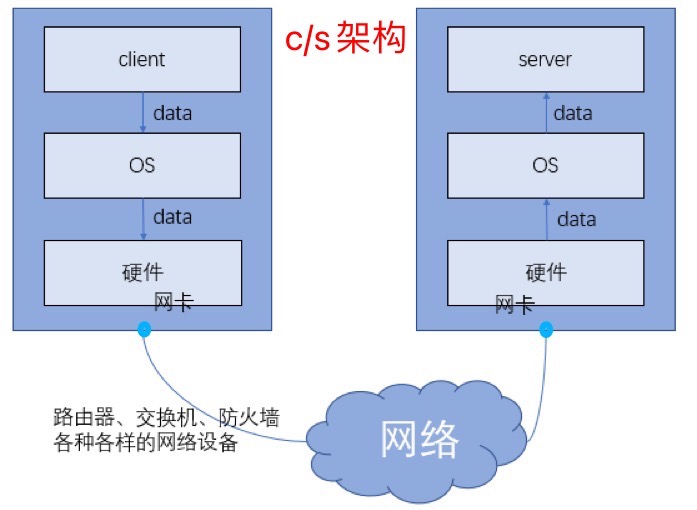 c/s 架构
client
data
OS
data
硬件
网卡
server
data
OS
data
硬件
网卡
路由器、交换机、防火墙
各种各样的网络设备
网络